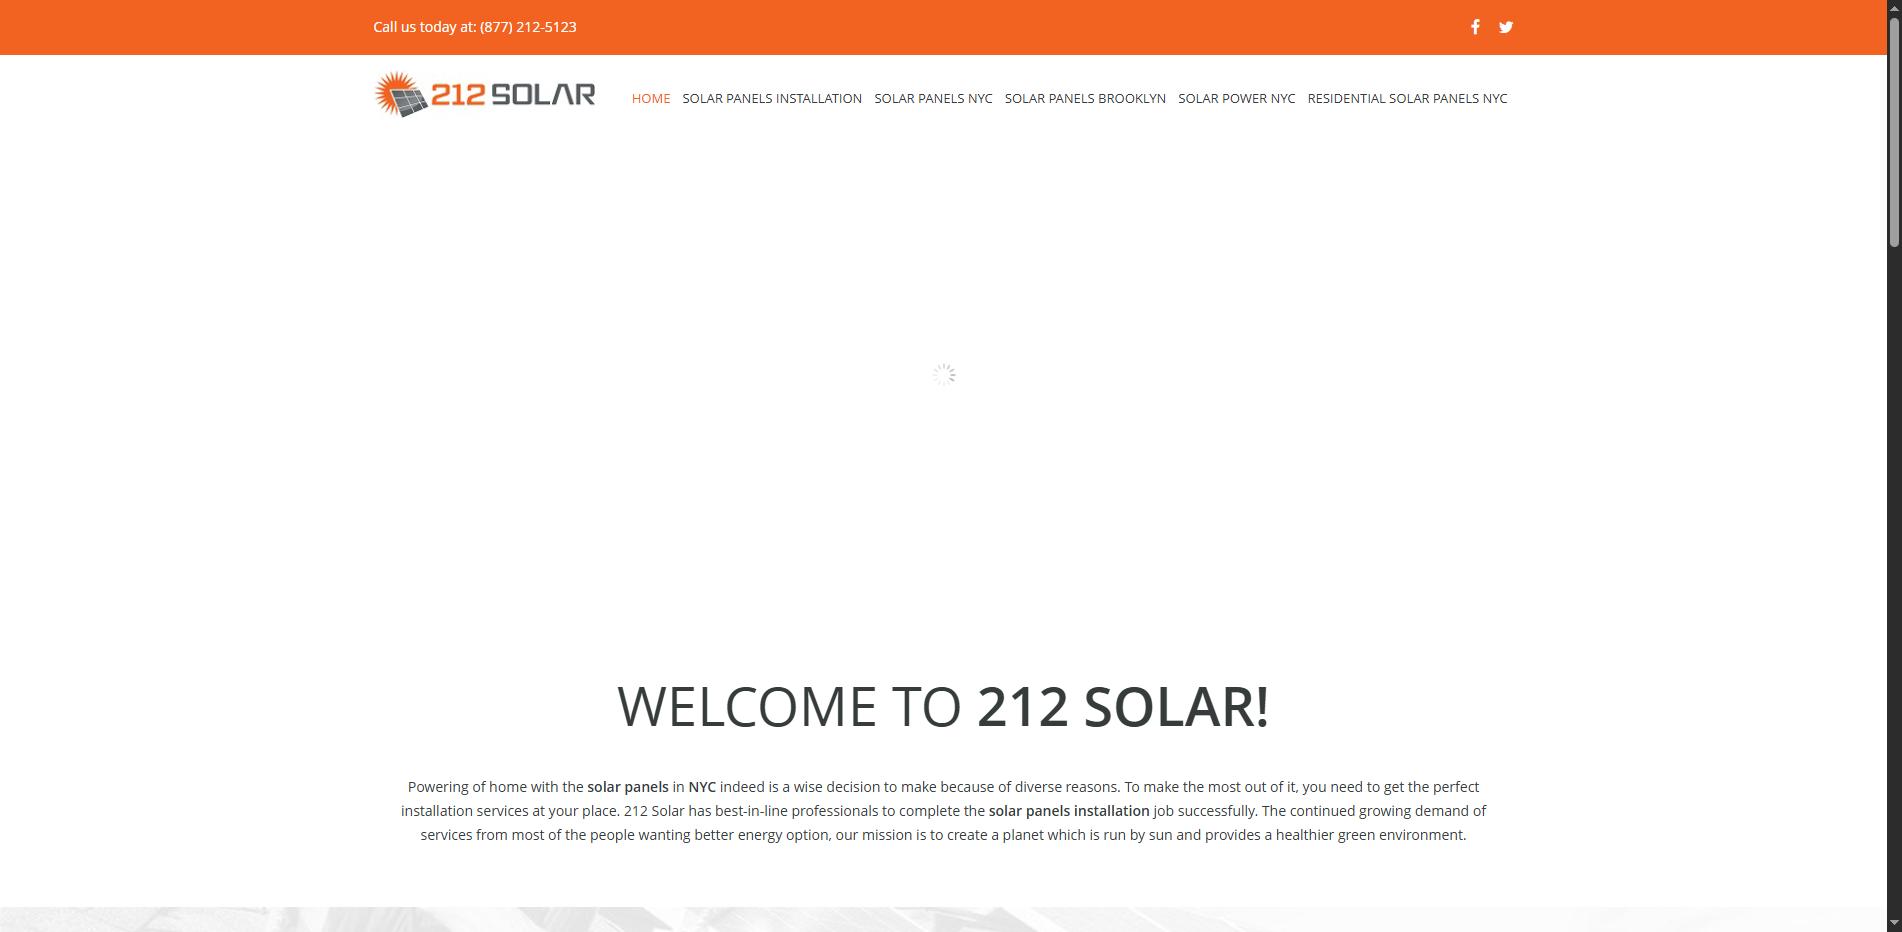 Call us today at: (877) 212-5123
212 SOLAR
HOME SOLAR PANELS INSTALLATION SOLAR PANELS NYC SOLAR PANELS BROOKLYN SOLAR POWER NYC RESIDENTIAL SOLAR PANELS NYC
WELCOME TO 212 SOLAR!
Powering of home with the solar panels in NYC indeed is a wise decision to make because of diverse reasons. To make the most out of it, you need to get the perfect
installation services at your place. 212 Solar has best-in-line professionals to complete the solar panels installation job successfully. The continued growing demand of
services from most of the people wanting better energy option, our mission is to create a planet which is run by sun and provides a healthier green environment.